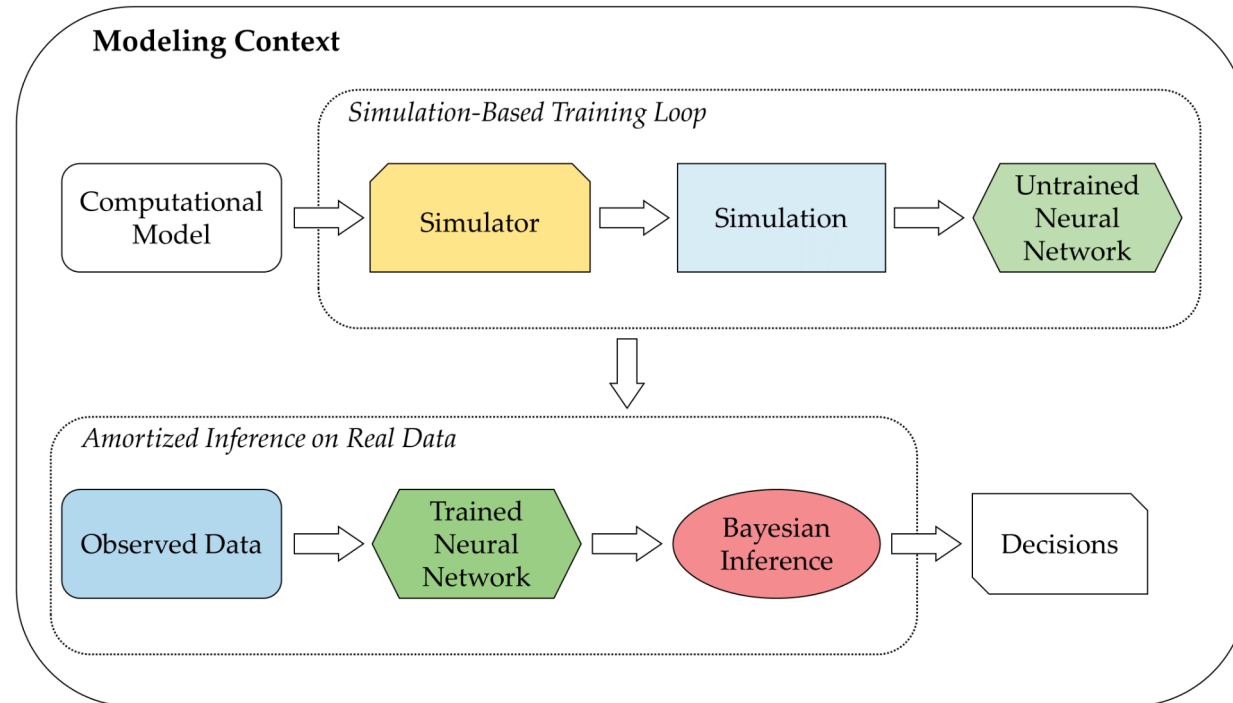 Modeling Context
Simulation-Based Training Loop
Computational
Model
Simulator
Simulation
Untrained
Neural
Network
Amortized Inference on Real Data
Observed Data
Trained
Neural
Network
Bayesian
Inference
Decisions